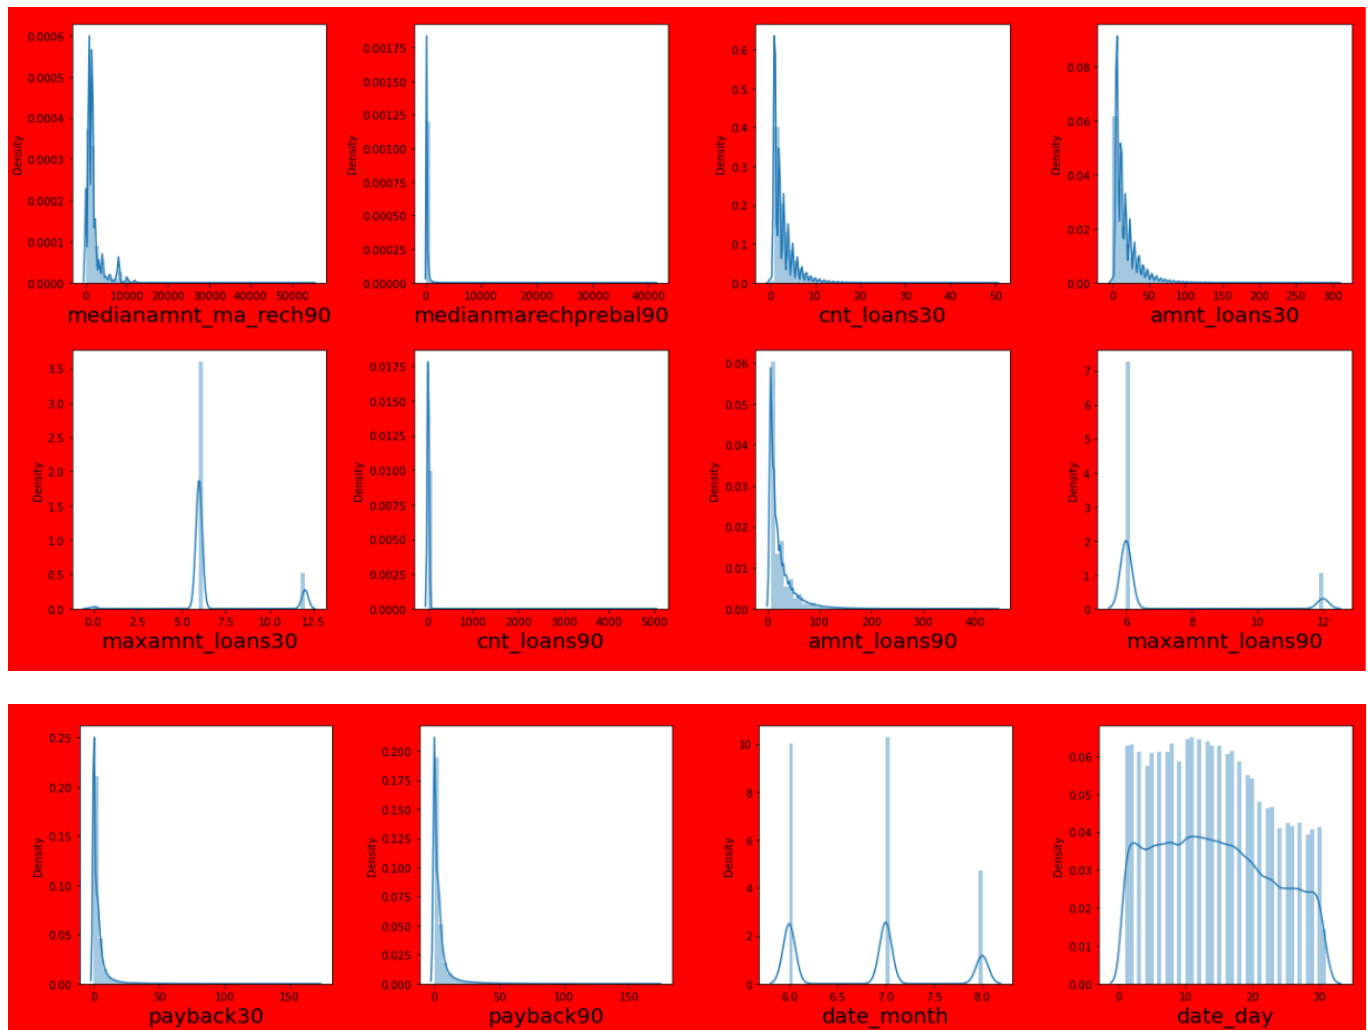 0.0006
0.0005
0.0004
0.0003
0.0002
0.0001
0.0000
Density
0 10000 20000 30000 40000 50000
medianamnt_ma_rech90
0.00175
0.00150
0.00125
0.00100
0.00075
0.00050
0.00025
0.00000
Density
0 10000 20000 30000 40000
medianmarechprebal90
0.6
0.5
0.4
0.3
0.2
0.1
0.0
Density
0 10 20 30 40 50
cnt_loans30
0.08
0.06
0.04
0.02
0.00
Density
0 50 100 150 200 250 300
amnt_loans30
3.5
3.0
2.5
2.0
1.5
1.0
0.5
0.0
Density
0.0 2.5 5.0 7.5 10.0 12.5
maxamnt_loans30
0.0175
0.0150
0.0125
0.0100
0.0075
0.0050
0.0025
0.0000
Density
0 1000 2000 3000 4000 5000
cnt_loans90
0.06
0.05
0.04
0.03
0.02
0.01
0.00
Density
0 100 200 300 400
amnt_loans90
7
6
5
4
3
2
1
0
Density
6 8 10 12
maxamnt_loans90
0.25
0.20
0.15
0.10
0.05
0.00
Density
0 50 100 150
payback30
0.200
0.175
0.150
0.125
0.100
0.075
0.050
0.025
0.000
Density
0 50 100 150
payback90
10
8
6
4
2
0
Density
6.0 6.5 7.0 7.5 8.0
date_month
0.06
0.05
0.04
0.03
0.02
0.01
0.00
Density
0 10 20 30
date_day